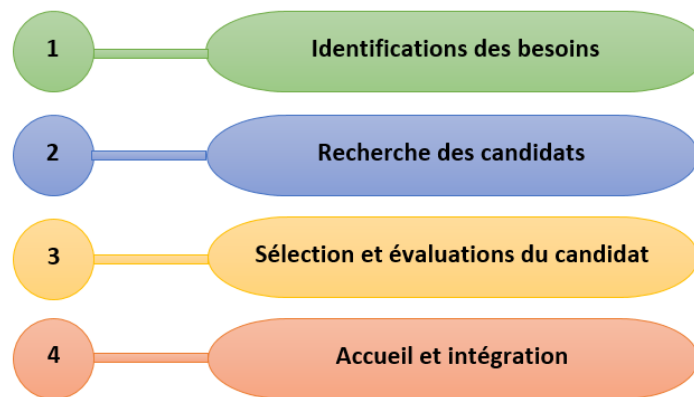 1 Identifications des besoins
2 Recherche des candidats
3 Sélection et évaluations du candidat
4 Accueil et intégration